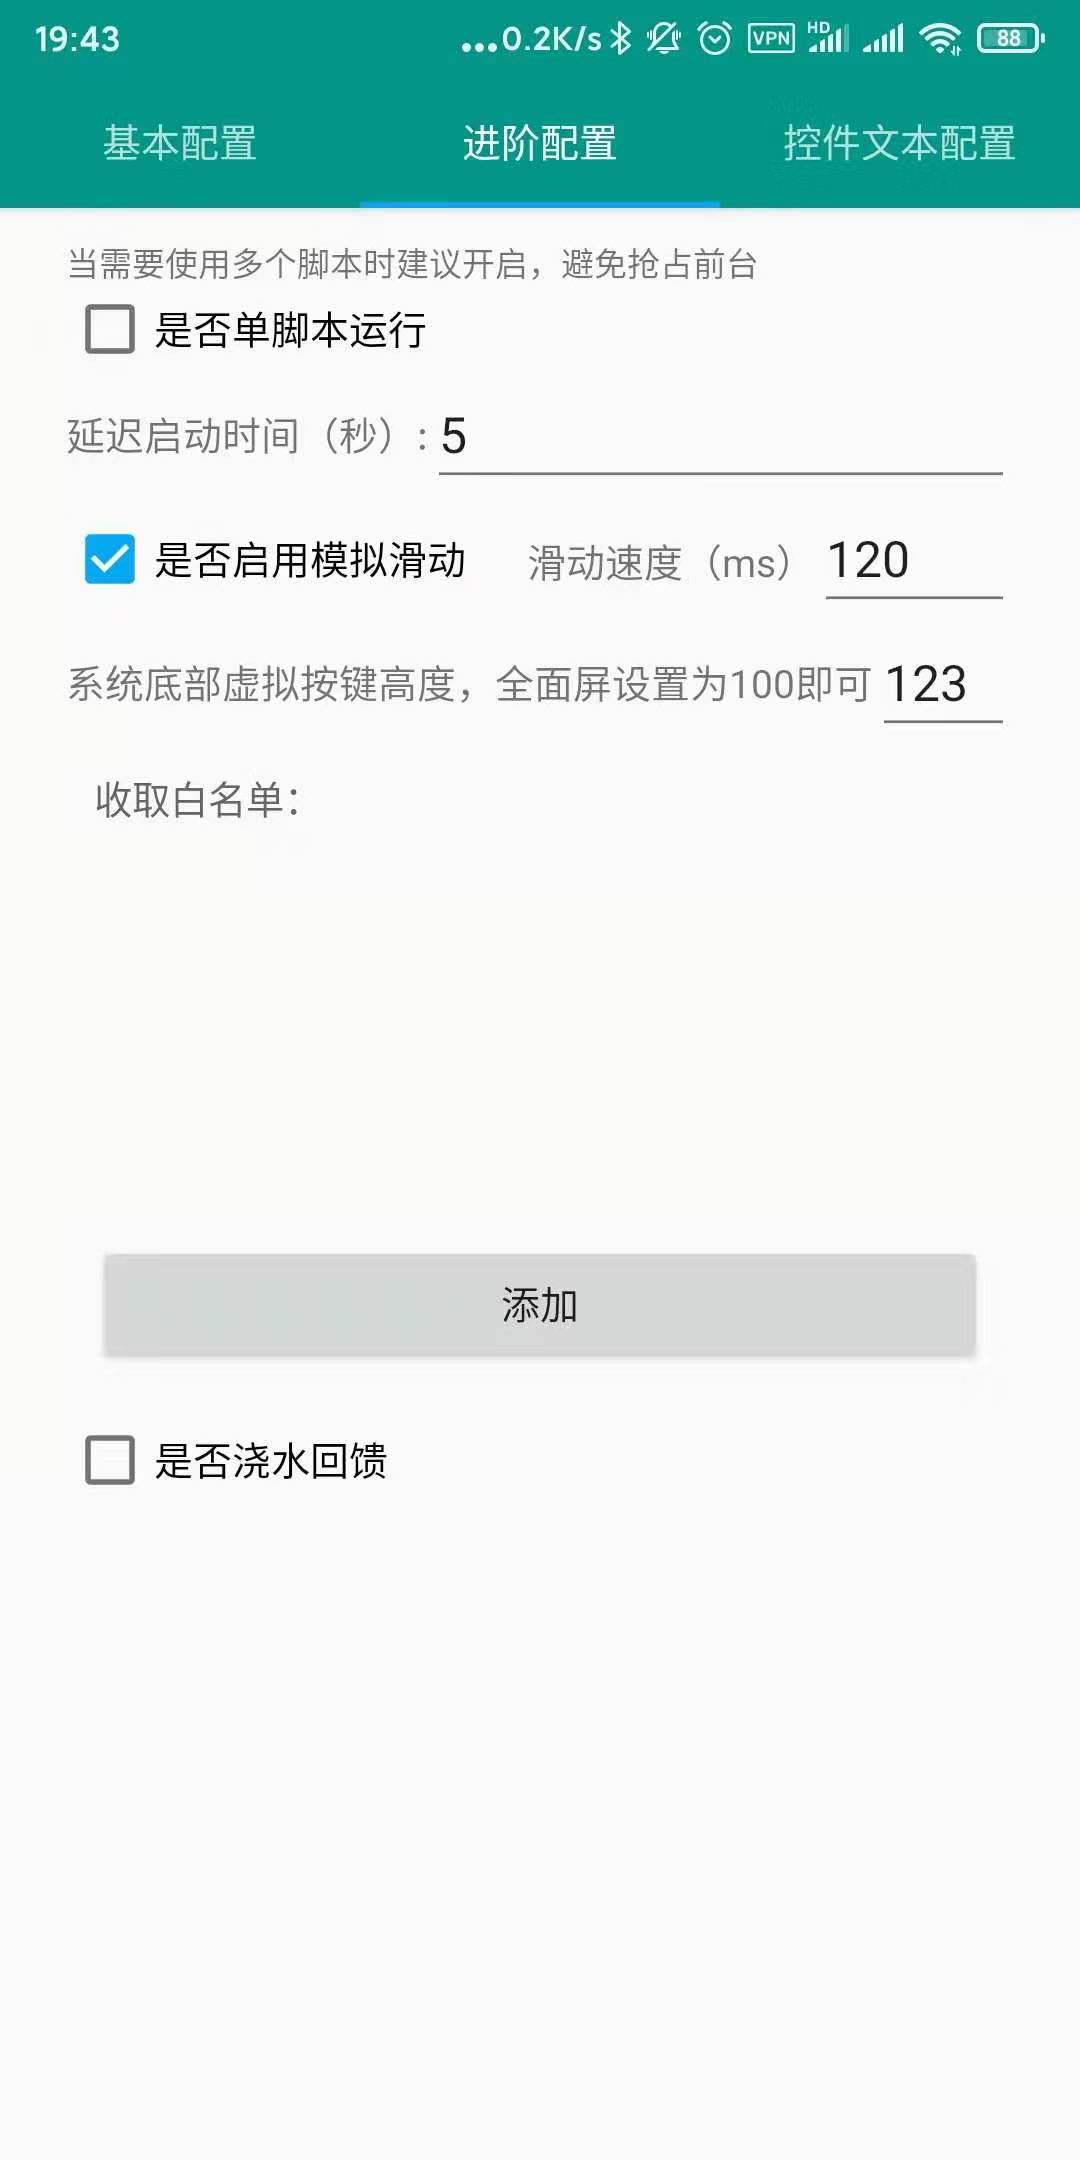 19:43 ...0.2K/s VPN HD 88
基本配置 进阶配置 控件文本配置
当需要使用多个脚本时建议开启，避免抢占前台
是否单脚本运行
延迟启动时间（秒）: 5
是否启用模拟滑动 滑动速度（ms） 120
系统底部虚拟按键高度，全面屏设置为100即可 123
收取白名单：
添加
是否浇水回馈